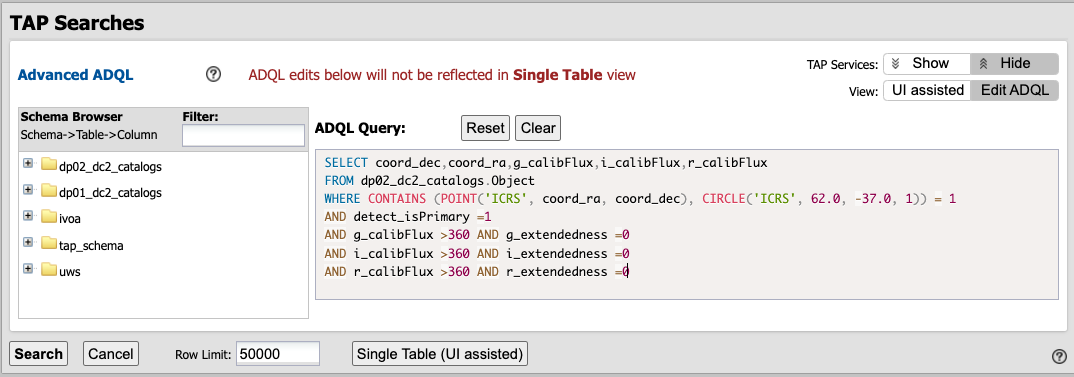 TAP Searches
Advanced ADQL
?
ADQL edits below will not be reflected in Single Table view
TAP Services: Show Hide
View: UI assisted Edit ADQL
Schema Browser
Schema->Table->Column
Filter:
dp02_dc2_catalogs
dp01_dc2_catalogs
ivoa
tap_schema
uws
ADQL Query: Reset Clear
SELECT coord_dec,coord_ra,g_calibFlux,i_calibFlux,r_calibFlux
FROM dp02_dc2_catalogs.Object
WHERE CONTAINS (POINT('ICRS', coord_ra, coord_dec), CIRCLE('ICRS', 62.0, -37.0, 1)) = 1
AND detect_isPrimary =1
AND g_calibFlux >360 AND g_extendedness =0
AND i_calibFlux >360 AND i_extendedness =0
AND r_calibFlux >360 AND r_extendedness =0
Search Cancel Row Limit: 50000 Single Table (UI assisted)
?